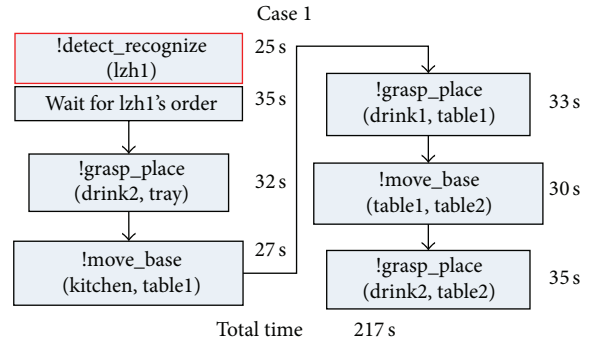 Case 1
!detect_recognize
(lzh1)
25 s
Wait for lzh1's order
35 s
!grasp_place
(drink2, tray)
32 s
!move_base
(kitchen, table1)
27 s
!grasp_place
(drink1, table1)
33 s
!move_base
(table1, table2)
30 s
!grasp_place
(drink2, table2)
35 s
Total time 217 s